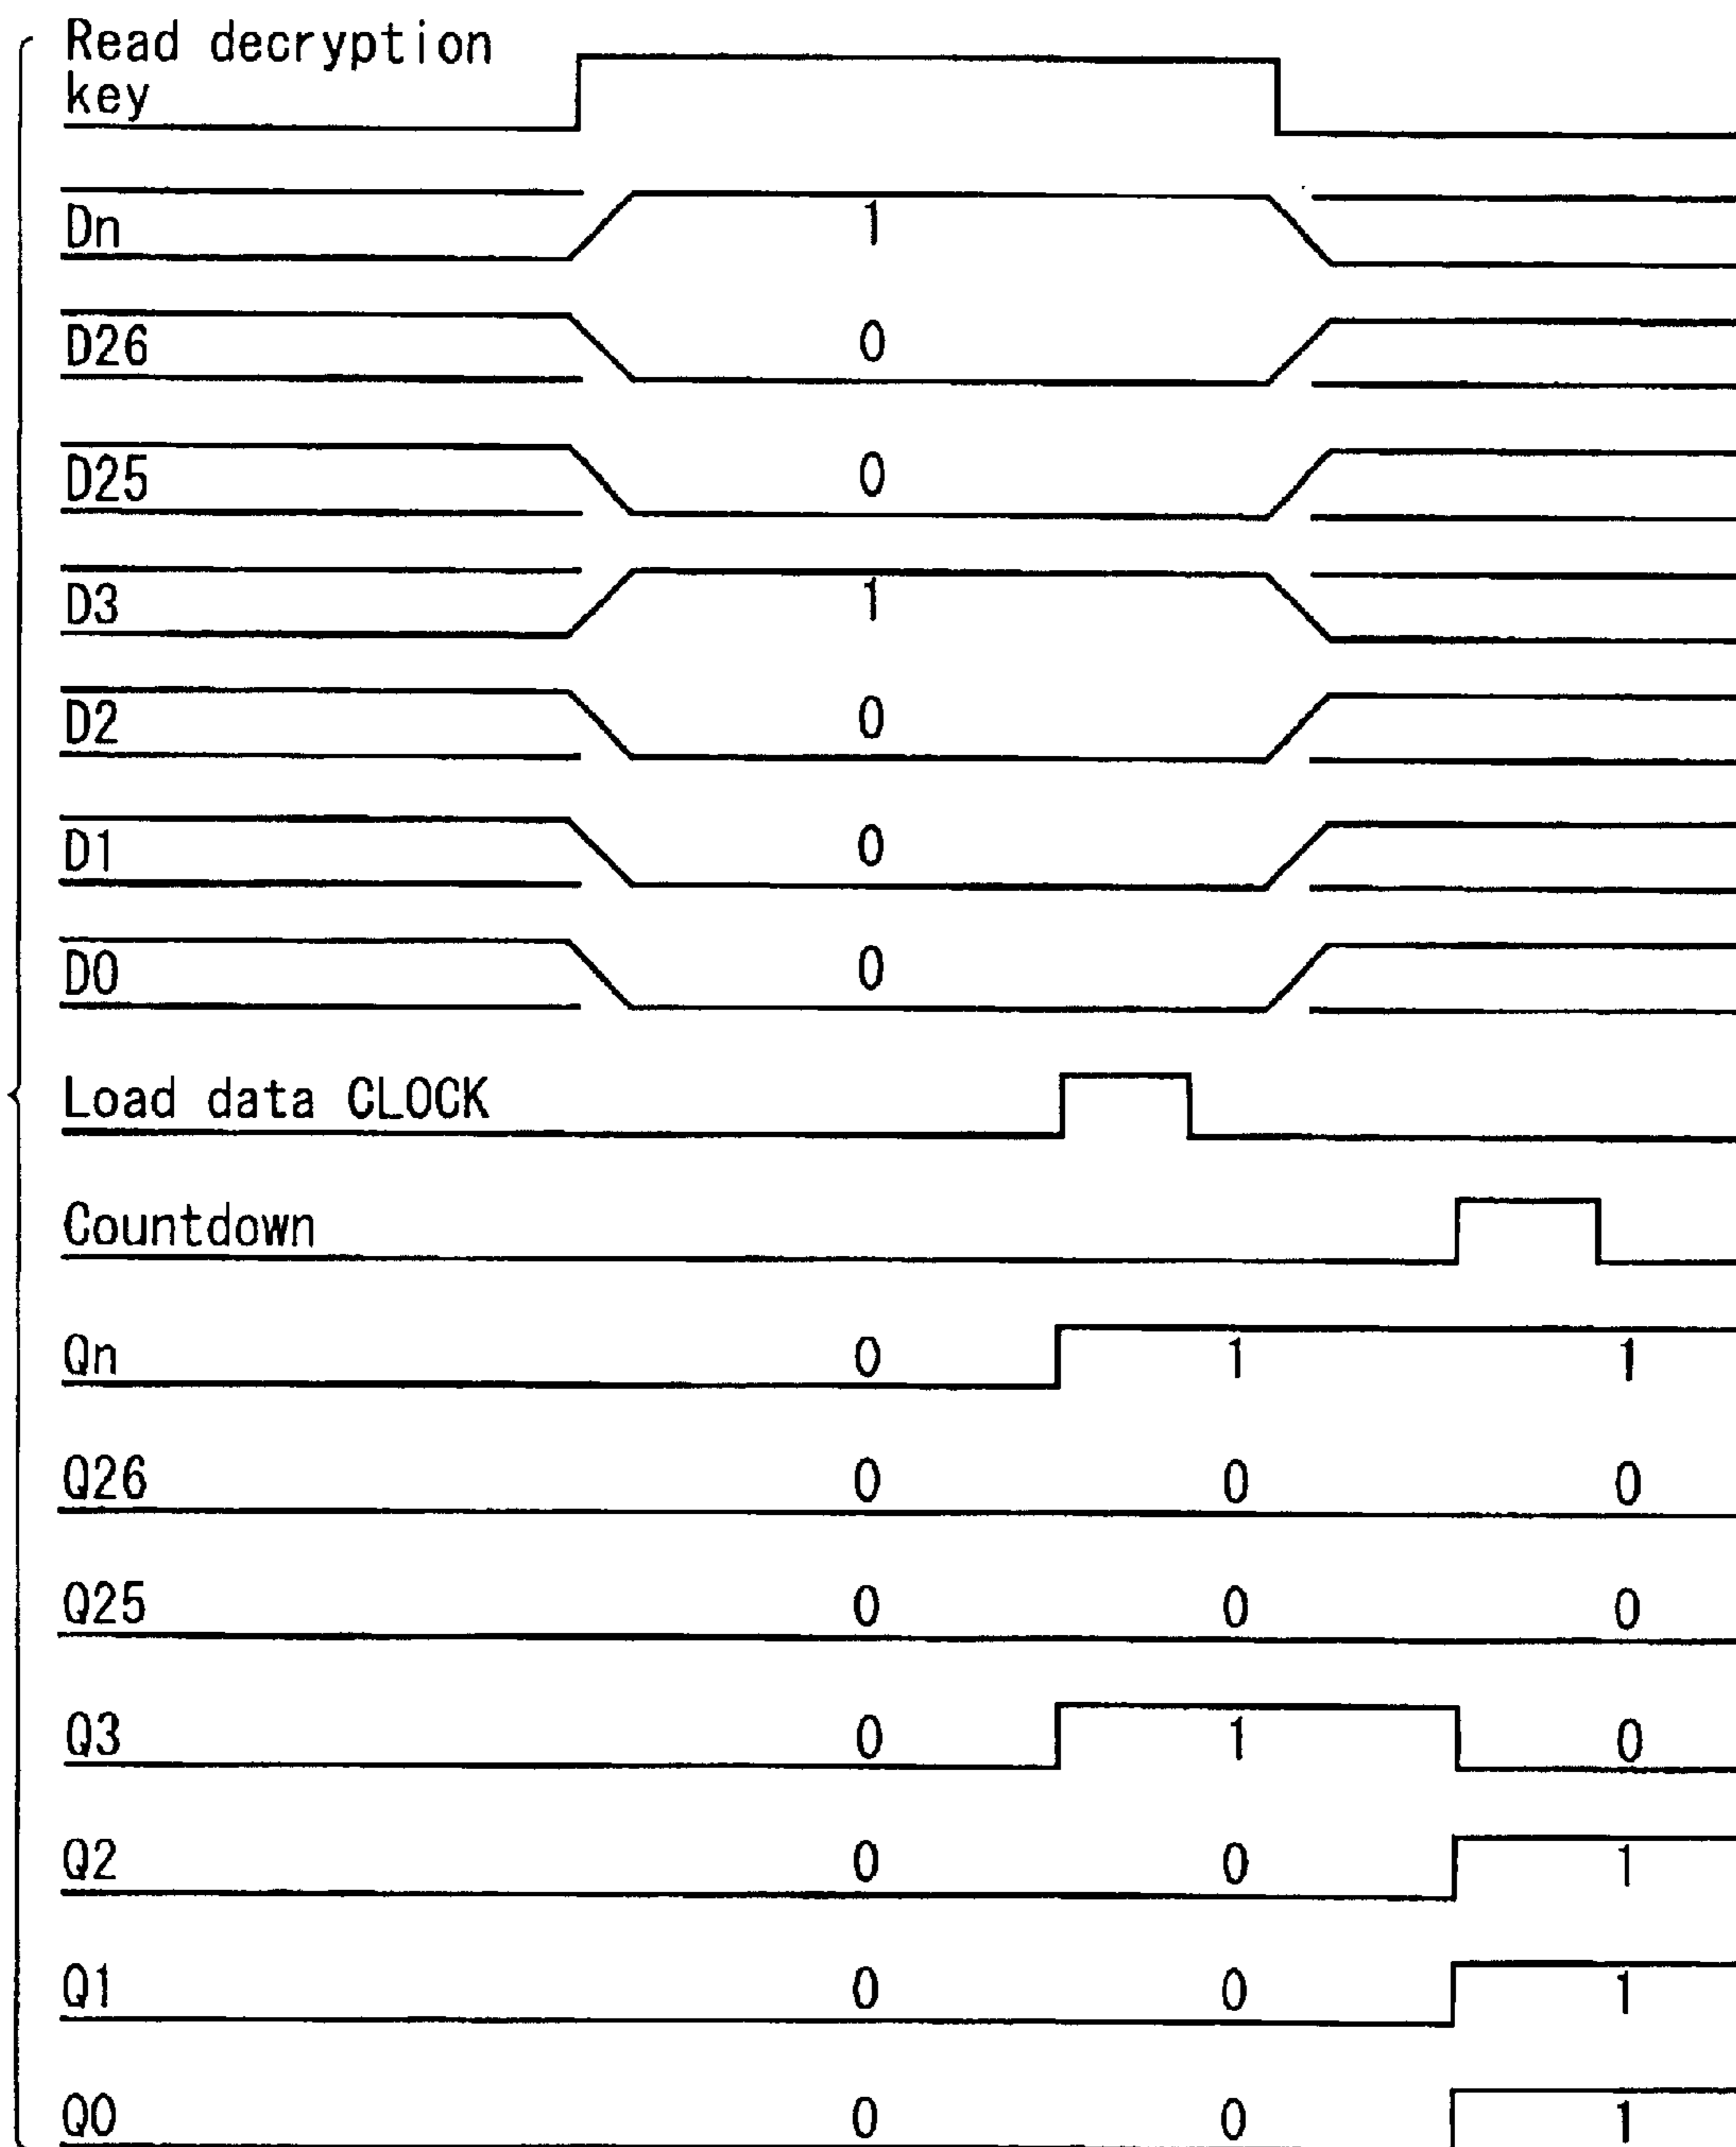 Read decryption
key
Dn 1
D26 0
D25 0
D3 1
D2 0
D1 0
D0 0
Load data CLOCK
Countdown
Qn 0 1 1
Q26 0 0 0
Q25 0 0 0
Q3 0 1 0
Q2 0 0 1
Q1 0 0 1
Q0 0 0 1